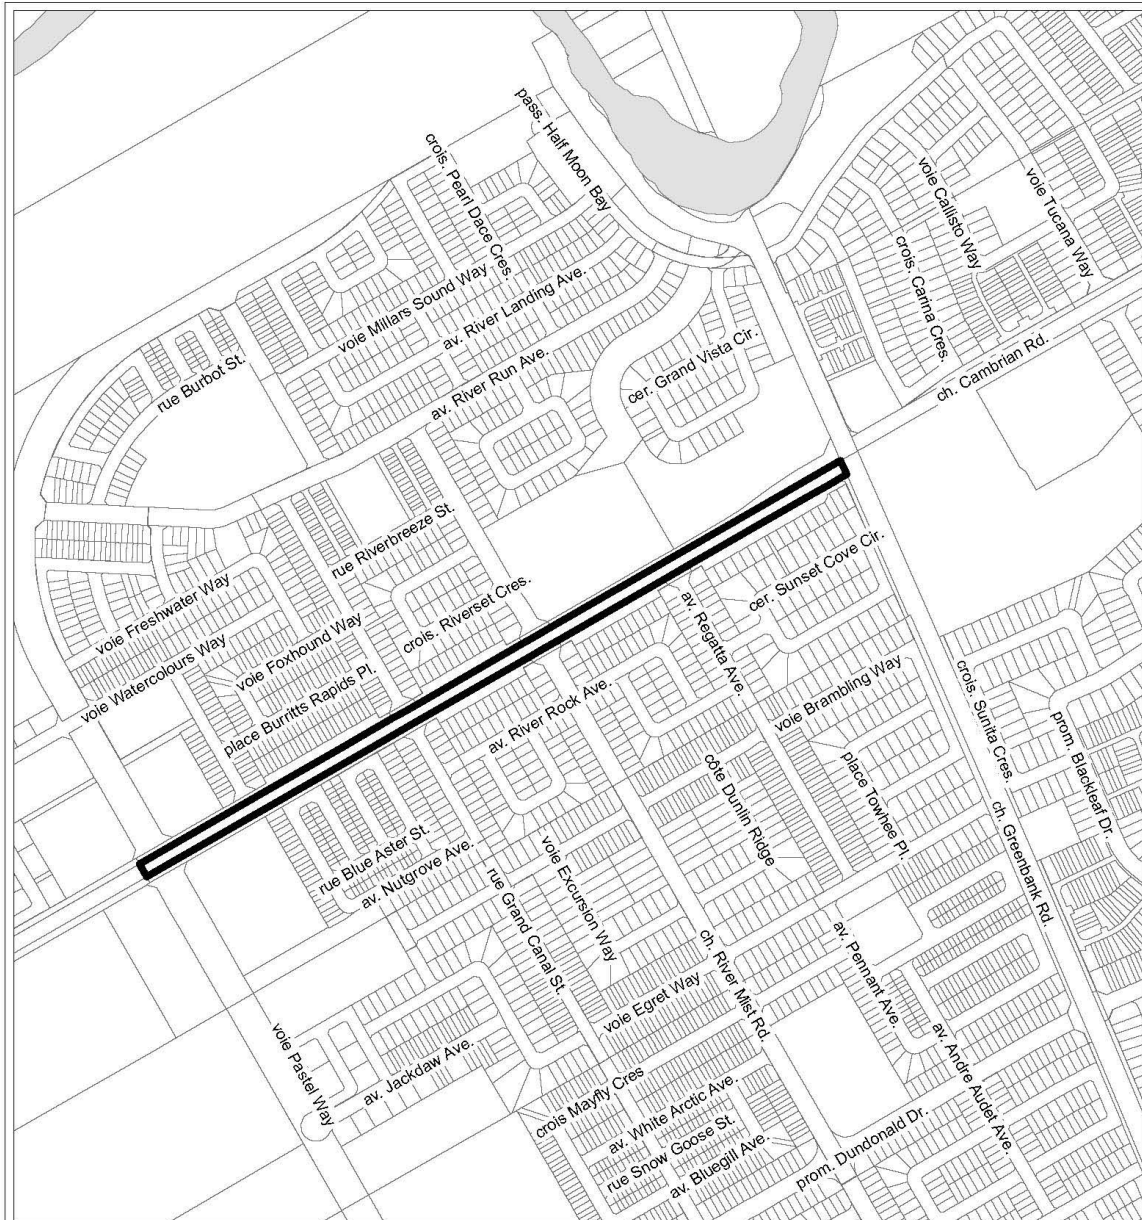 pass. Half Moon Bay
crois. Pearl Dace Cres.
voie Callisto Way
voie Tucana Way
crois. Carina Cres.
voie Millars Sound Way
av. River Landing Ave.
rue Burbot St.
av. River Run Ave.
cer. Grand Vista Cir.
ch. Cambrian Rd.
rue Riverbreeze St.
voie Freshwater Way
crois. Riverset Cres.
cer. Sunset Cove Cir.
voie Watercolours Way
voie Foxhound Way
av. Regatta Ave.
place Burritts Rapids Pl.
av. River Rock Ave.
voie Brambling Way
crois. Sunita Cres.
prom. Blackleaf Dr.
côte Dunlin Ridge
place Towhee Pl.
ch. Greenbank Rd.
rue Blue Aster St.
av. Nutgrove Ave.
voie Excursion Way
rue Grand Canal St.
ch. River Mist Rd.
av. Pennant Ave.
voie Egret Way
voie Pastel Way
av. Jackdaw Ave.
av. Andre Audet Ave.
crois Mayfly Cres
av. White Arctic Ave.
rue Snow Goose St.
av. Bluegill Ave.
prom. Dundonald Dr.